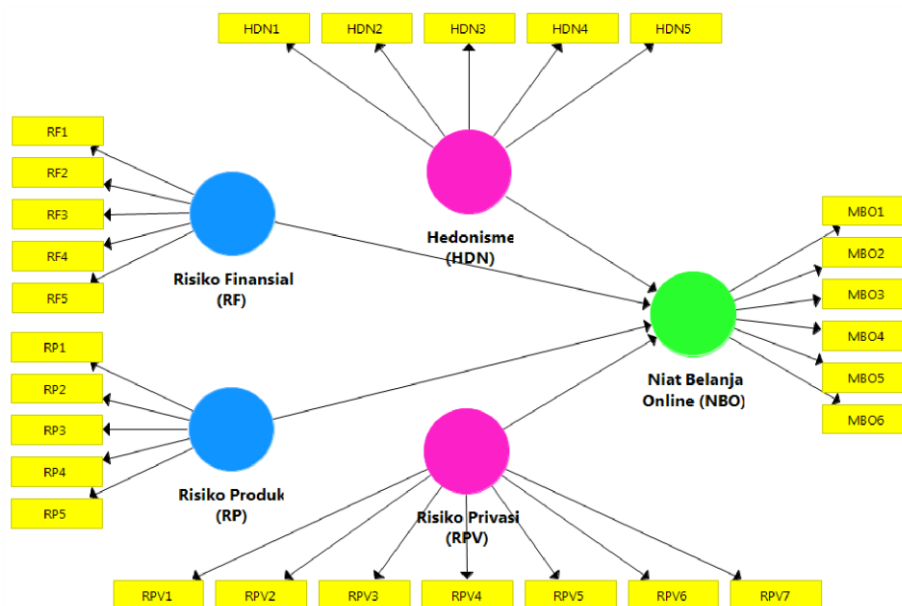 HDN1
HDN2
HDN3
HDN4
HDN5
RF1
RF2
RF3
RF4
RF5
Risiko Finansial
(RF)
Hedonisme
(HDN)
MBO1
MBO2
MBO3
MBO4
MBO5
MBO6
Niat Belanja
Online (NBO)
RP1
RP2
RP3
RP4
RP5
Risiko Produk
(RP)
Risiko Privasi
(RPV)
RPV1
RPV2
RPV3
RPV4
RPV5
RPV6
RPV7